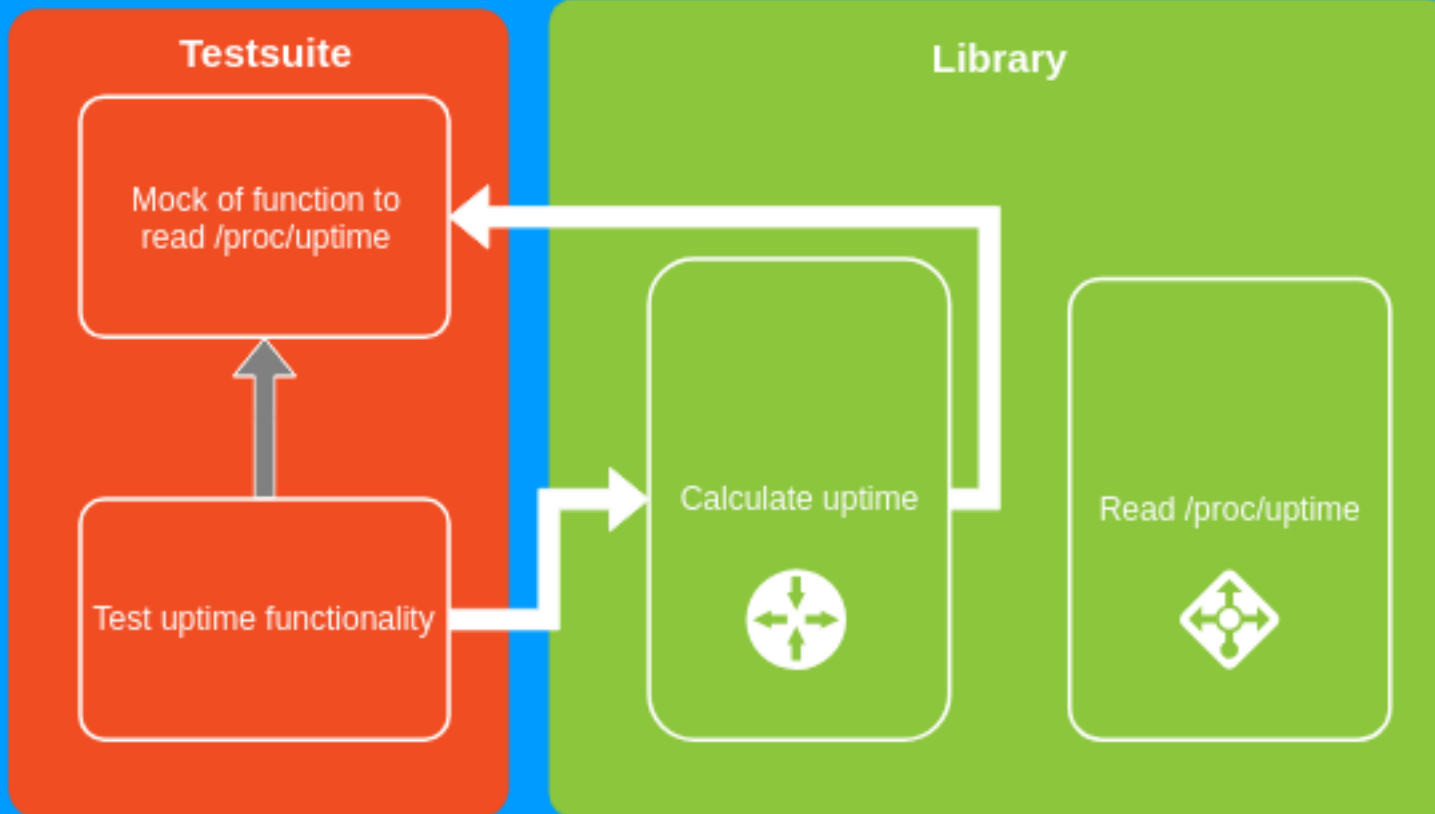 Testsuite
Mock of function to
read /proc/uptime
Test uptime functionality
Library
Calculate uptime
Read /proc/uptime